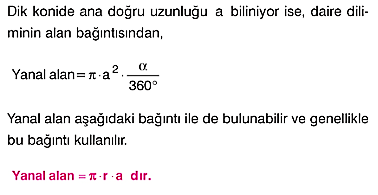 Dik konide ana doğru uzunluğu a biliniyor ise, daire dili-
minin alan bağıntısından,
Yanal alan = π · a² · α / 360°
Yanal alan aşağıdaki bağıntı ile de bulunabilir ve genellikle
bu bağıntı kullanılır.
Yanal alan = π · r · a dır.